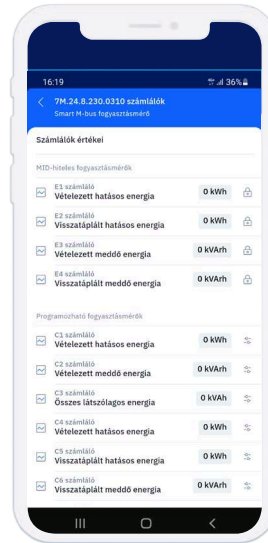 16:19
36%
7M.24.8.230.0310 számlálók
Smart M-bus fogyasztásmérő
Számlálók értékei
MID-hiteles fogyasztásmérők
E1 számláló
Vételezett hatásos energia
0 kWh
E2 számláló
Visszatáplált hatásos energia
0 kWh
E3 számláló
Vételezett meddő energia
0 kVArh
E4 számláló
Visszatáplált meddő energia
0 kVArh
Programozható fogyasztásmérők
C1 számláló
Vételezett hatásos energia
0 kWh
C2 számláló
Vételezett meddő energia
0 kVArh
C3 számláló
Összes látszólagos energia
0 kVAh
C4 számláló
Vételezett hatásos energia
0 kWh
C5 számláló
Visszatáplált hatásos energia
0 kWh
C6 számláló
Visszatáplált meddő energia
0 kVArh